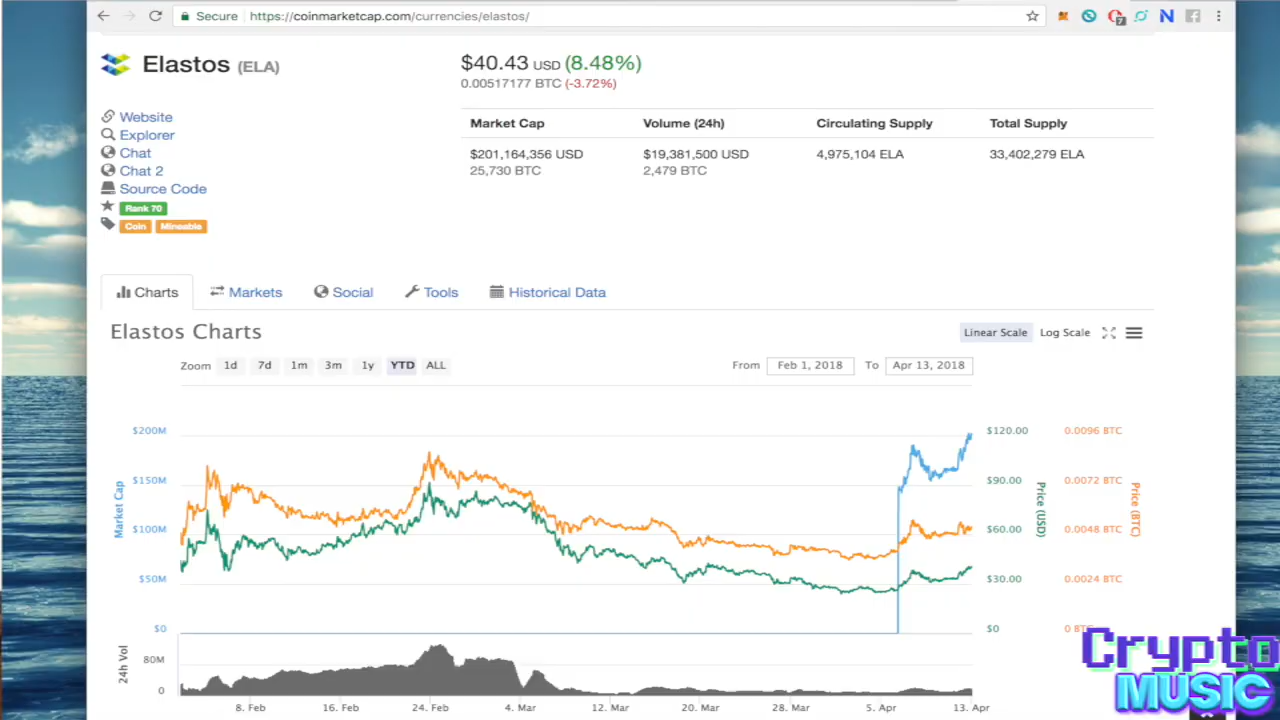 Secure https://coinmarketcap.com/currencies/elastos/
7
N
f
Elastos (ELA)
$40.43 USD (8.48%)
0.00517177 BTC (-3.72%)
Website
Explorer
Chat
Chat 2
Source Code
Rank 70
Coin Mineable
Market Cap Volume (24h) Circulating Supply Total Supply
$201,164,356 USD $19,381,500 USD 4,975,104 ELA 33,402,279 ELA
25,730 BTC 2,479 BTC
Charts Markets Social Tools Historical Data
Elastos Charts
Linear Scale Log Scale
Zoom 1d 7d 1m 3m 1y YTD ALL
From Feb 1, 2018 To Apr 13, 2018
$200M $120.00 0.0096 BTC
$150M $90.00 0.0072 BTC
Market Cap
Price (USD)
Price (BTC)
$100M $60.00 0.0048 BTC
$50M $30.00 0.0024 BTC
$0 $0 0 BTC
24h Vol
80M
0
8. Feb 16. Feb 24. Feb 4. Mar 12. Mar 20. Mar 28. Mar 5. Apr 13. Apr
Crypto
MUSIC